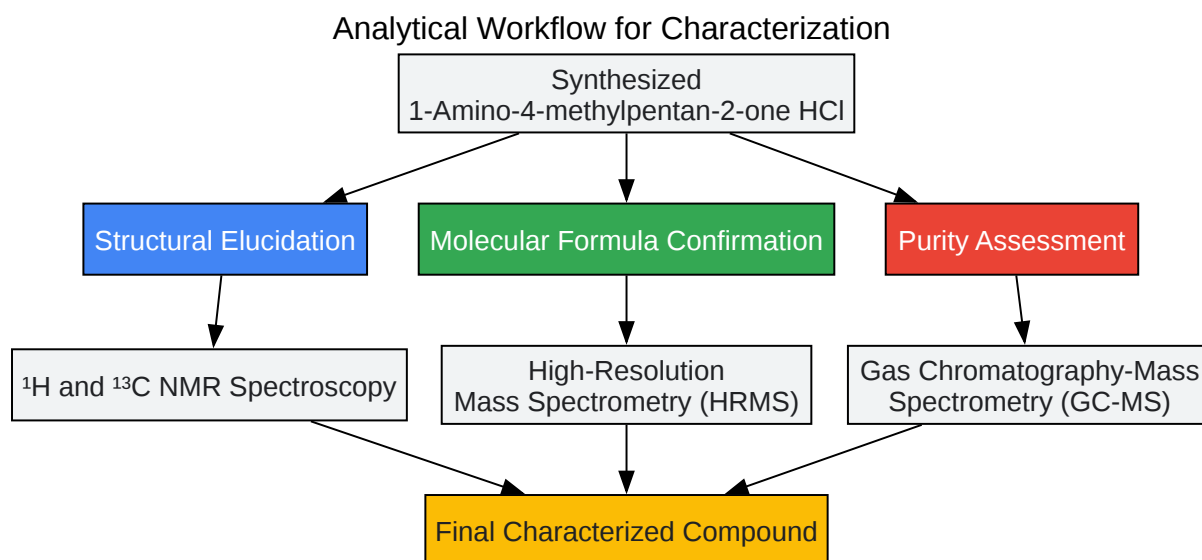 Analytical Workflow for Characterization
Synthesized
1-Amino-4-methylpentan-2-one HCl
Structural Elucidation
Molecular Formula Confirmation
Purity Assessment
¹H and ¹³C NMR Spectroscopy
High-Resolution
Mass Spectrometry (HRMS)
Gas Chromatography-Mass
Spectrometry (GC-MS)
Final Characterized Compound